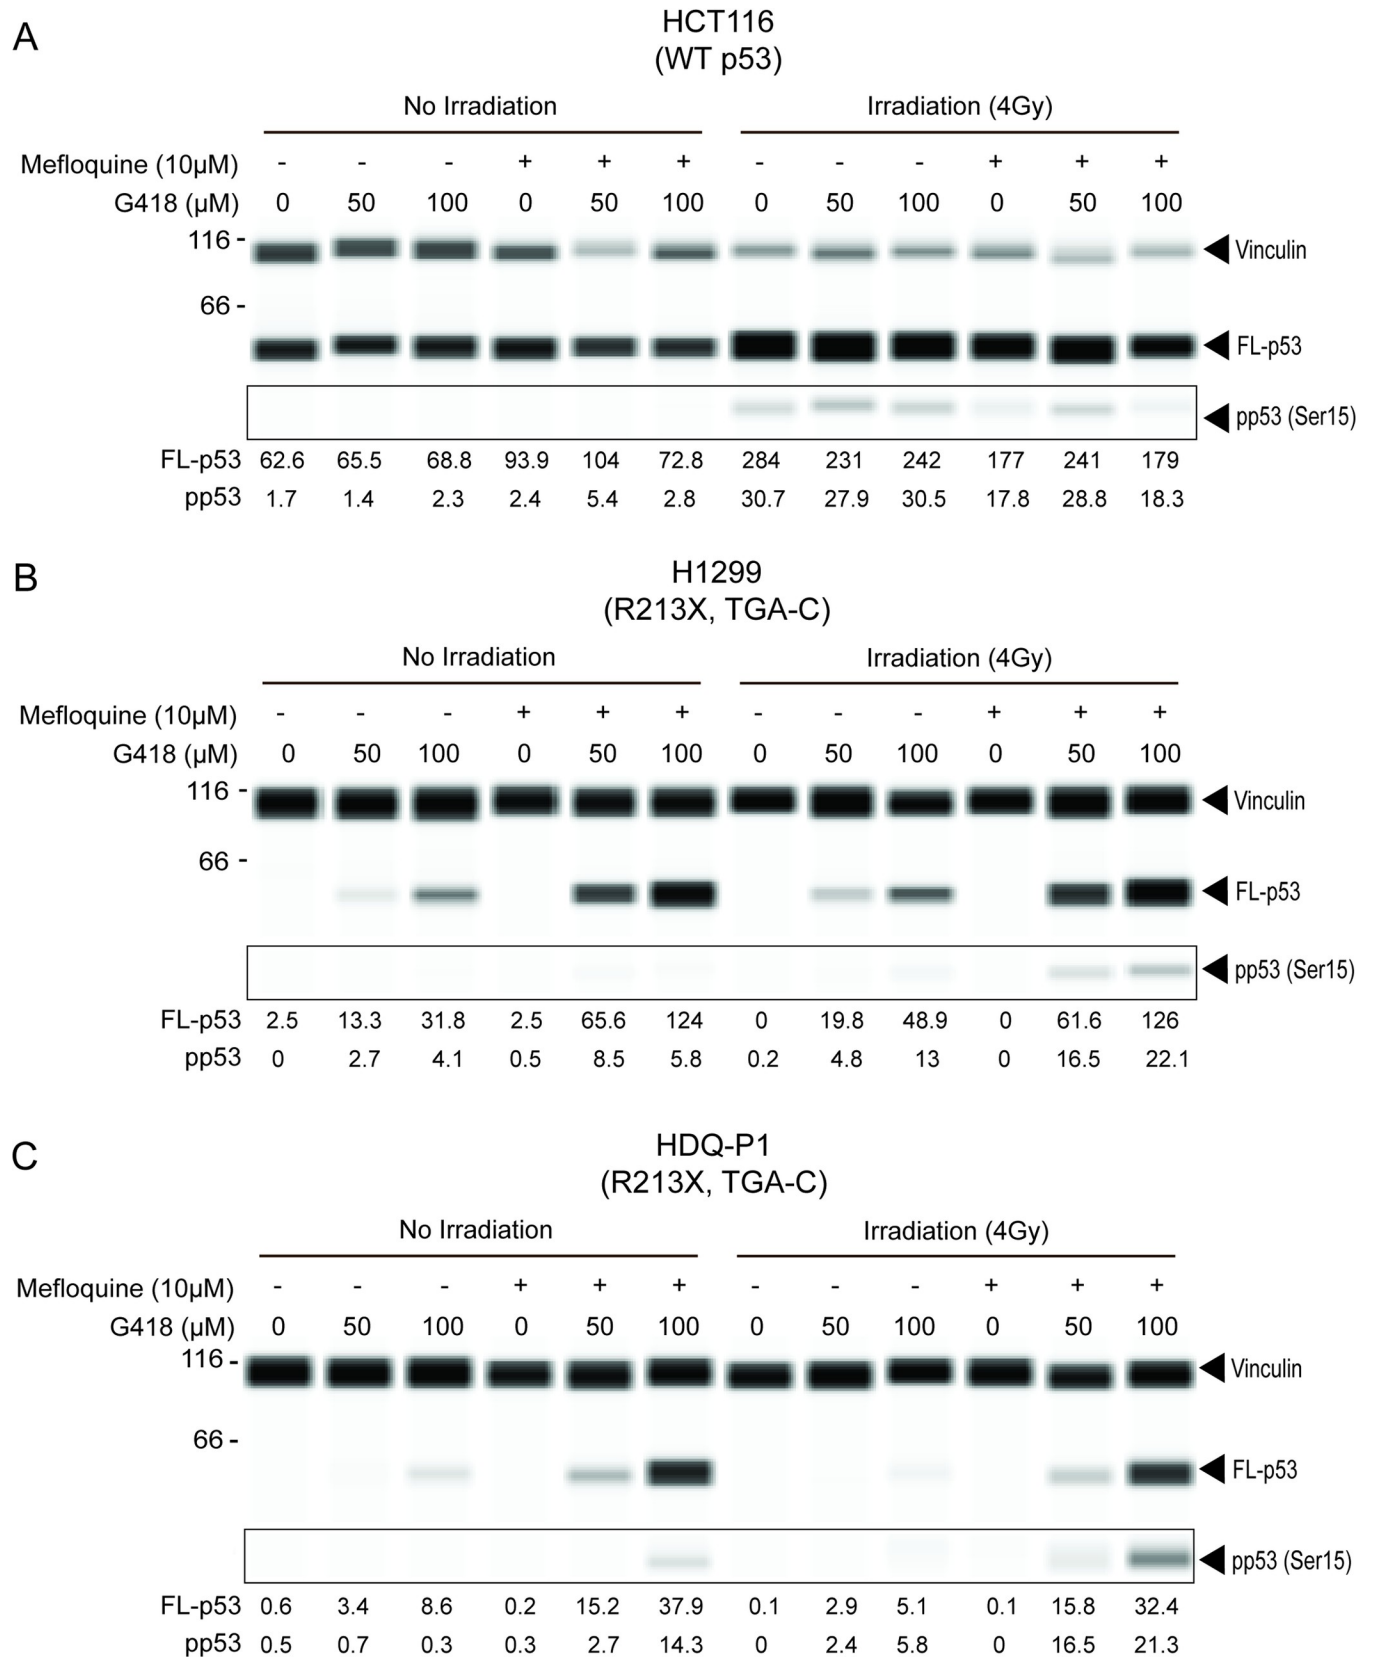 A
HCT116
(WT p53)
No Irradiation Irradiation (4Gy)
Mefloquine (10µM) - - - + + + - - - + + +
G418 (µM) 0 50 100 0 50 100 0 50 100 0 50 100
116 -
Vinculin
66 -
FL-p53
pp53 (Ser15)
FL-p53 62.6 65.5 68.8 93.9 104 72.8 284 231 242 177 241 179
pp53 1.7 1.4 2.3 2.4 5.4 2.8 30.7 27.9 30.5 17.8 28.8 18.3
B
H1299
(R213X, TGA-C)
No Irradiation Irradiation (4Gy)
Mefloquine (10µM) - - - + + + - - - + + +
G418 (µM) 0 50 100 0 50 100 0 50 100 0 50 100
116 -
Vinculin
66 -
FL-p53
pp53 (Ser15)
FL-p53 2.5 13.3 31.8 2.5 65.6 124 0 19.8 48.9 0 61.6 126
pp53 0 2.7 4.1 0.5 8.5 5.8 0.2 4.8 13 0 16.5 22.1
C
HDQ-P1
(R213X, TGA-C)
No Irradiation Irradiation (4Gy)
Mefloquine (10µM) - - - + + + - - - + + +
G418 (µM) 0 50 100 0 50 100 0 50 100 0 50 100
116 -
Vinculin
66 -
FL-p53
pp53 (Ser15)
FL-p53 0.6 3.4 8.6 0.2 15.2 37.9 0.1 2.9 5.1 0.1 15.8 32.4
pp53 0.5 0.7 0.3 0.3 2.7 14.3 0 2.4 5.8 0 16.5 21.3